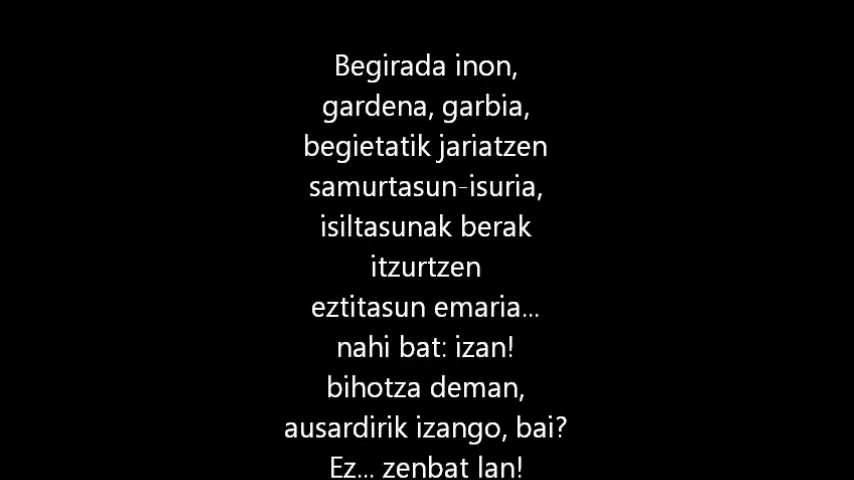 Begirada inon,
gardena, garbia,
begietatik jariatzen
samurtasun-isuria,
isiltasunak berak
itzurtzen
eztitasun emaria...
nahi bat: izan!
bihotza deman,
ausardirik izango, bai?
Ez... zenbat lan!